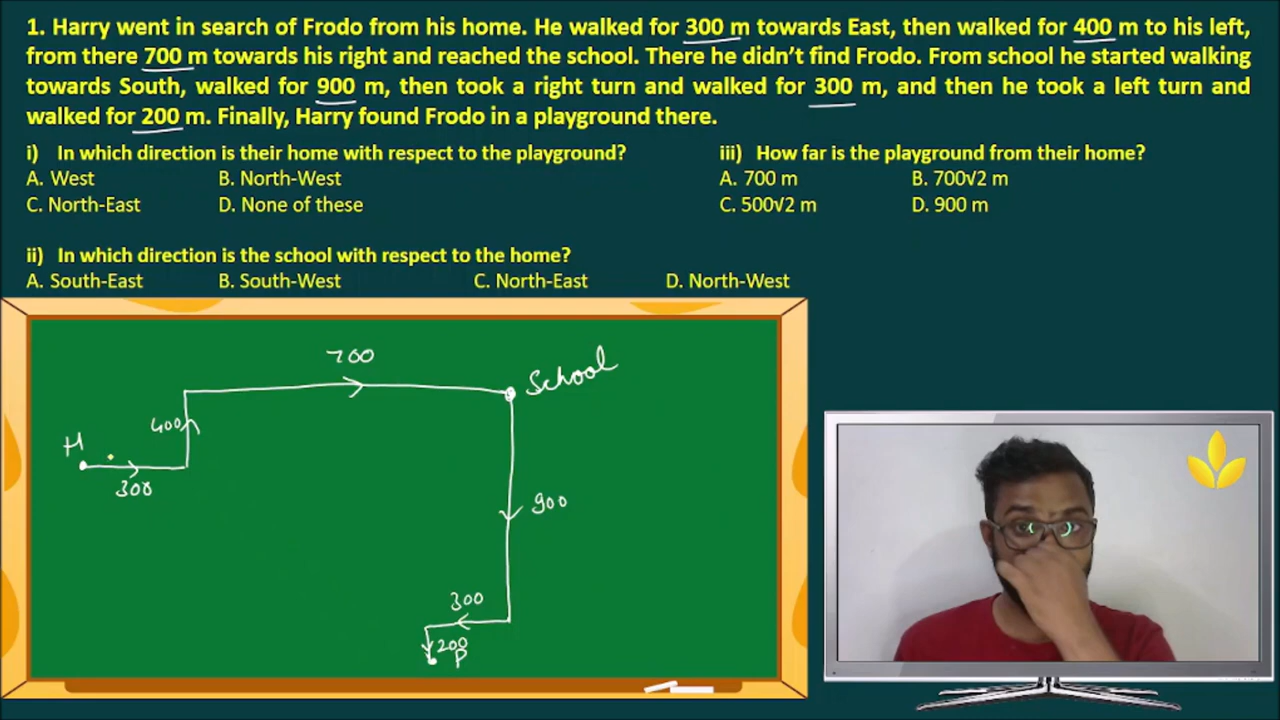 1. Harry went in search of Frodo from his home. He walked for 300 m towards East, then walked for 400 m to his left,
from there 700 m towards his right and reached the school. There he didn't find Frodo. From school he started walking
towards South, walked for 900 m, then took a right turn and walked for 300 m, and then he took a left turn and
walked for 200 m. Finally, Harry found Frodo in a playground there.
i) In which direction is their home with respect to the playground?
A. West B. North-West
C. North-East D. None of these
iii) How far is the playground from their home?
A. 700 m B. 700√2 m
C. 500√2 m D. 900 m
ii) In which direction is the school with respect to the home?
A. South-East B. South-West C. North-East D. North-West
700
School
400
H
300
900
300
200
P